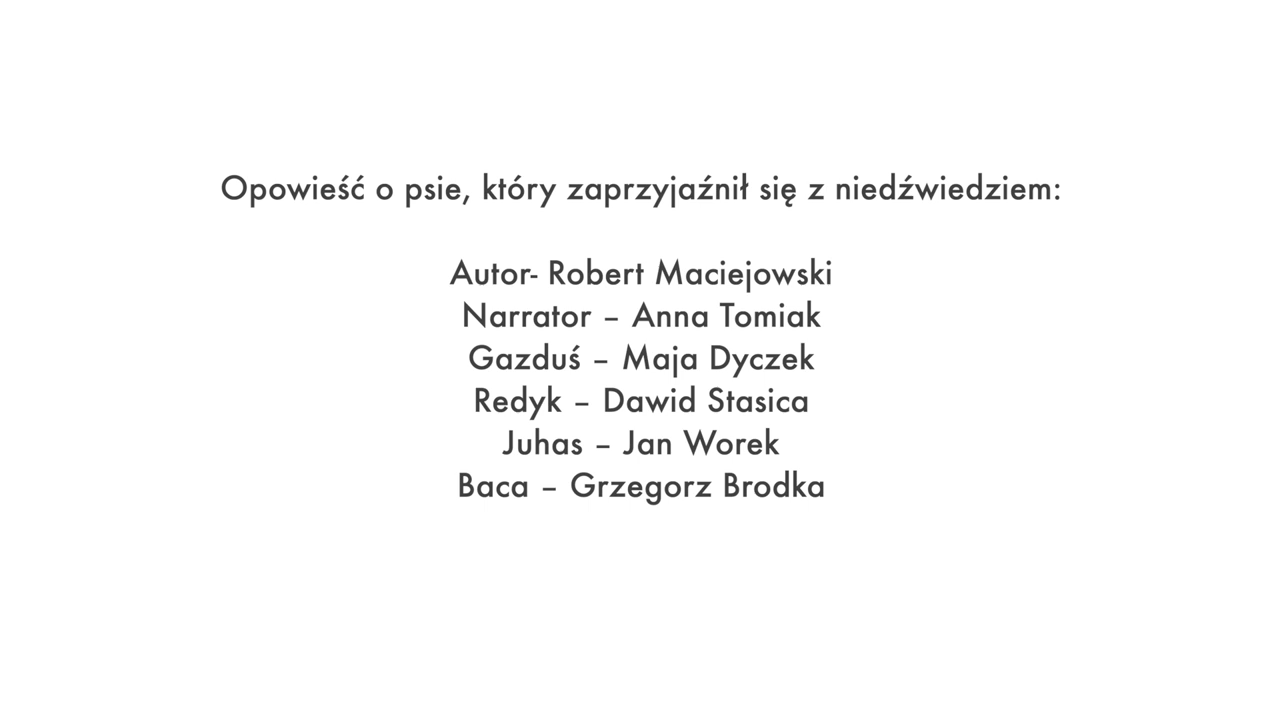 Opowieść o psie, który zaprzyjaźnił się z niedźwiedziem:
Autor- Robert Maciejowski
Narrator – Anna Tomiak
Gazduś – Maja Dyczek
Redyk – Dawid Stasica
Juhas – Jan Worek
Baca – Grzegorz Brodka